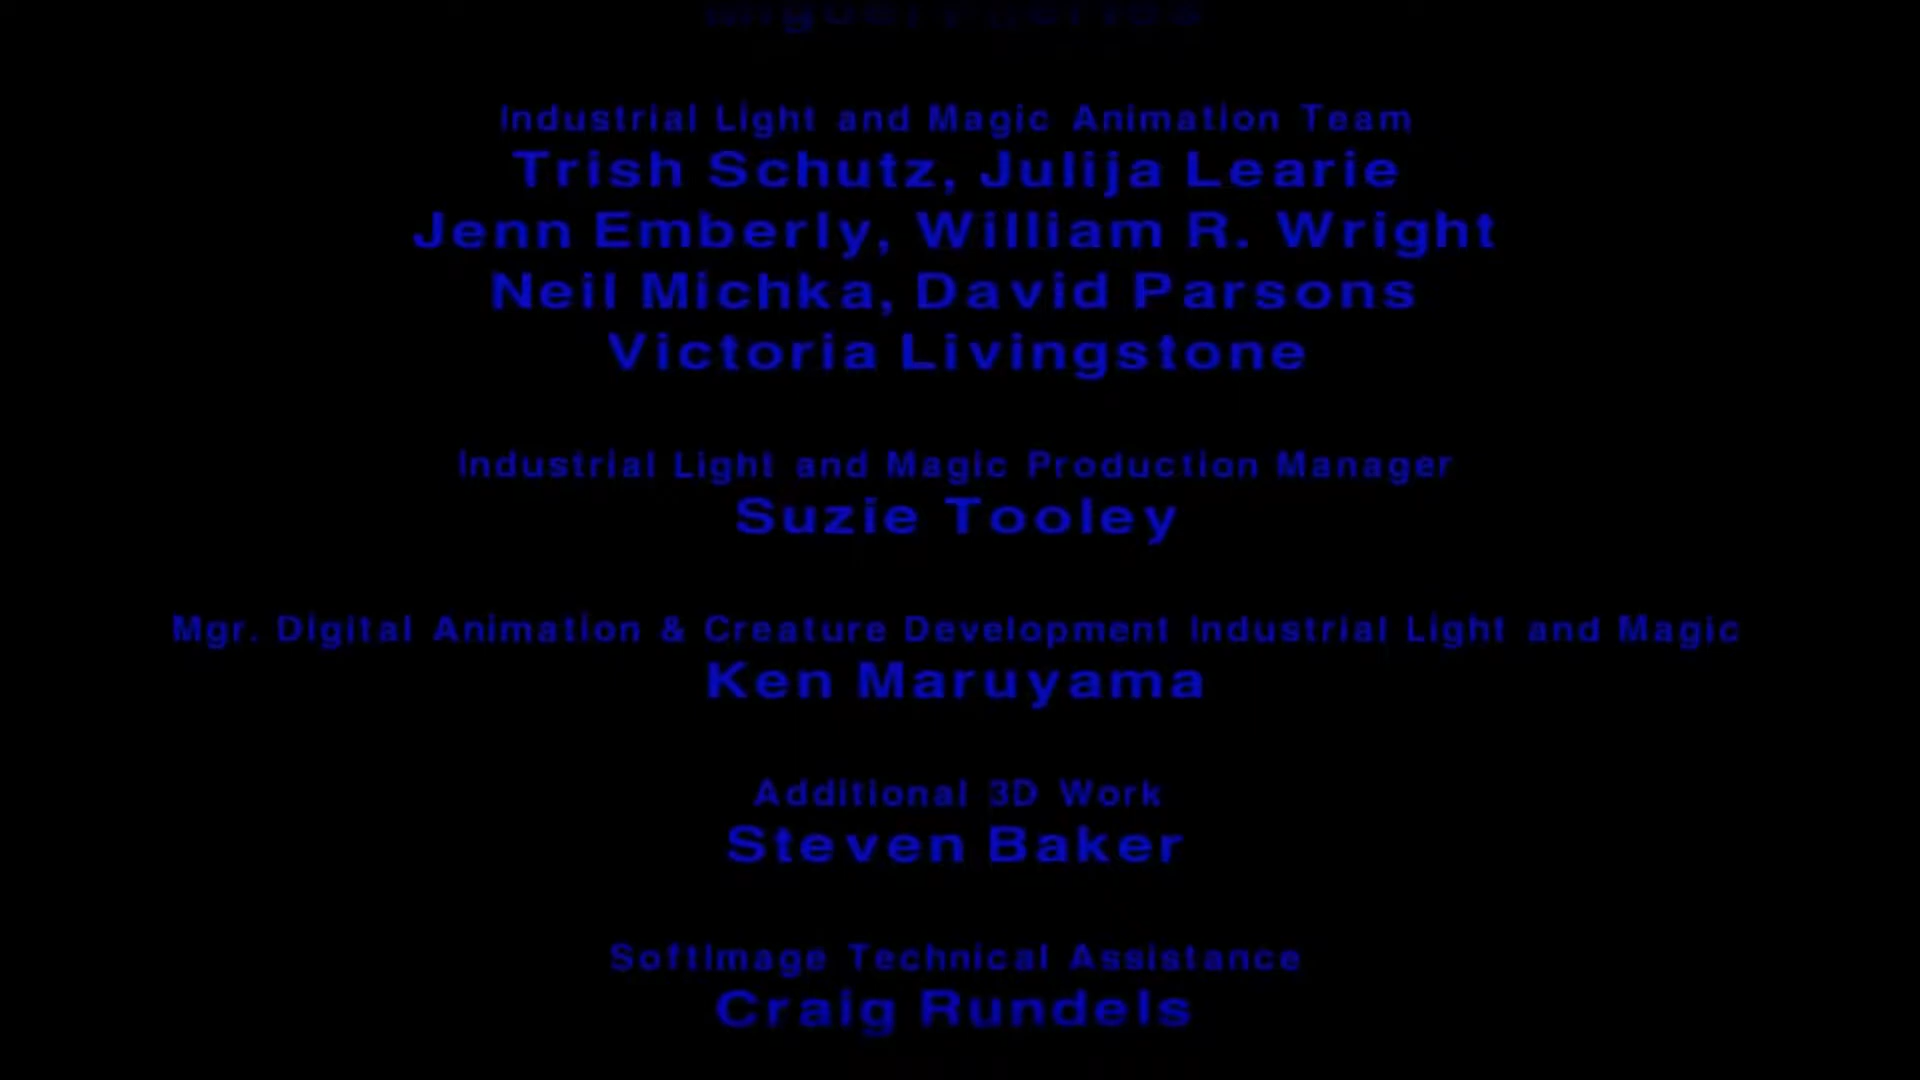 Industrial Light and Magic Animation Team
Trish Schutz, Julija Learie
Jenn Emberly, William R. Wright
Neil Michka, David Parsons
Victoria Livingstone
Industrial Light and Magic Production Manager
Suzie Tooley
Mgr. Digital Animation & Creature Development Industrial Light and Magic
Ken Maruyama
Additional 3D Work
Steven Baker
SoftImage Technical Assistance
Craig Rundels